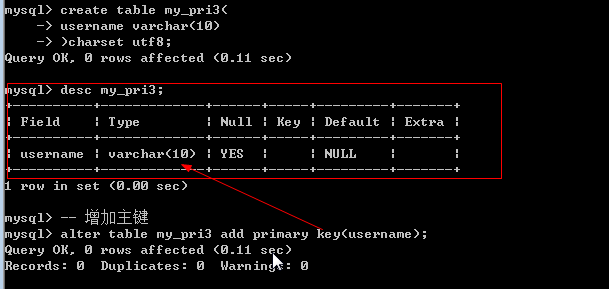 mysql> create table my_pri3(
    -> username varchar(10)
    -> )charset utf8;
Query OK, 0 rows affected (0.11 sec)
mysql> desc my_pri3;
+----------+-------------+------+-----+---------+-------+
| Field    | Type        | Null | Key | Default | Extra |
+----------+-------------+------+-----+---------+-------+
| username | varchar(10) | YES  |     | NULL    |       |
+----------+-------------+------+-----+---------+-------+
1 row in set (0.00 sec)
mysql> -- 增加主键
mysql> alter table my_pri3 add primary key(username);
Query OK, 0 rows affected (0.11 sec)
Records: 0  Duplicates: 0  Warnings: 0